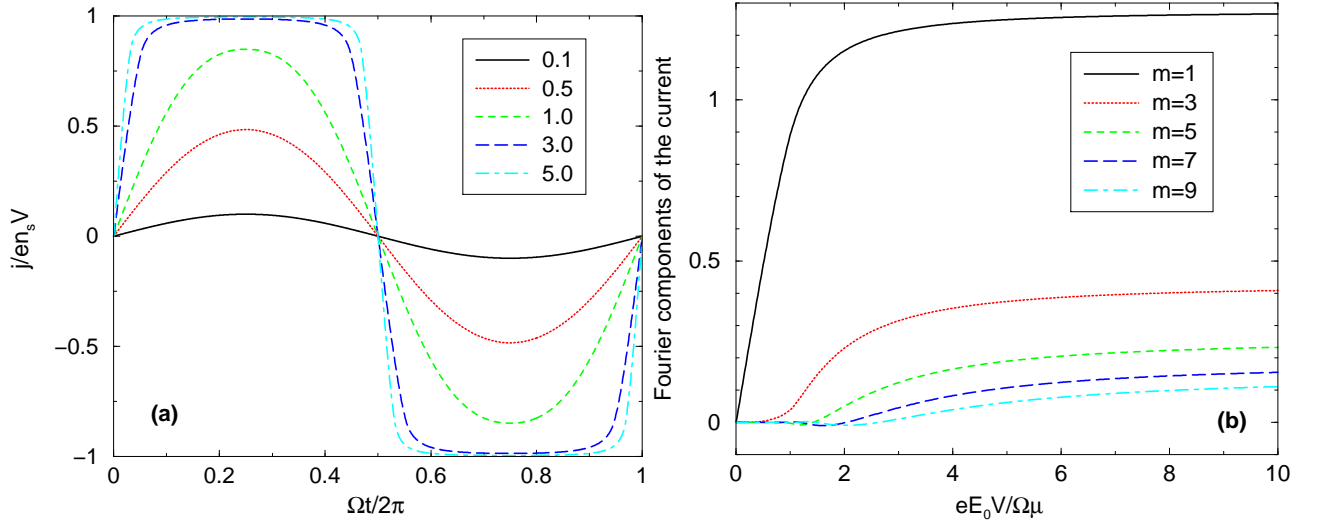 1
0.5
0
−0.5
−1
j/en_sV
0 0.2 0.4 0.6 0.8 1
Ωt/2π
0.1
0.5
1.0
3.0
5.0
(a)
Fourier components of the current
1
0.5
0
0 2 4 6 8 10
eE_0V/Ωμ
m=1
m=3
m=5
m=7
m=9
(b)